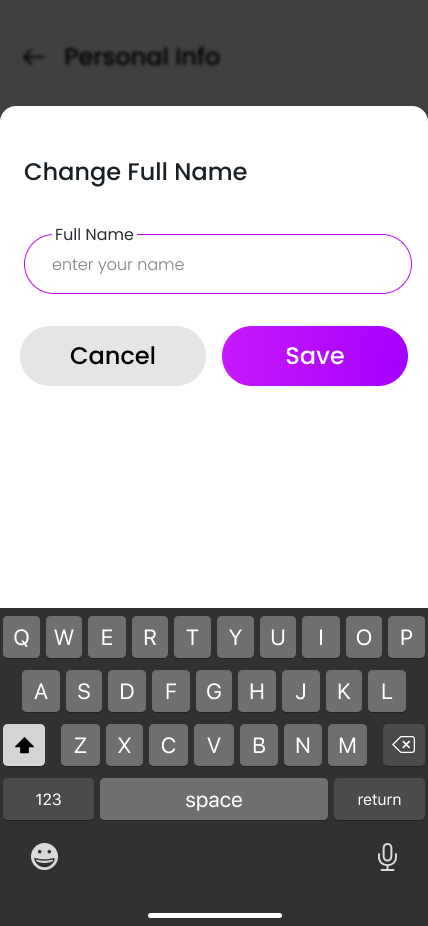 Personal Info
Change Full Name
Full Name
enter your name
Cancel Save
Q W E R T Y U I O P
A S D F G H J K L
Z X C V B N M
123 space return